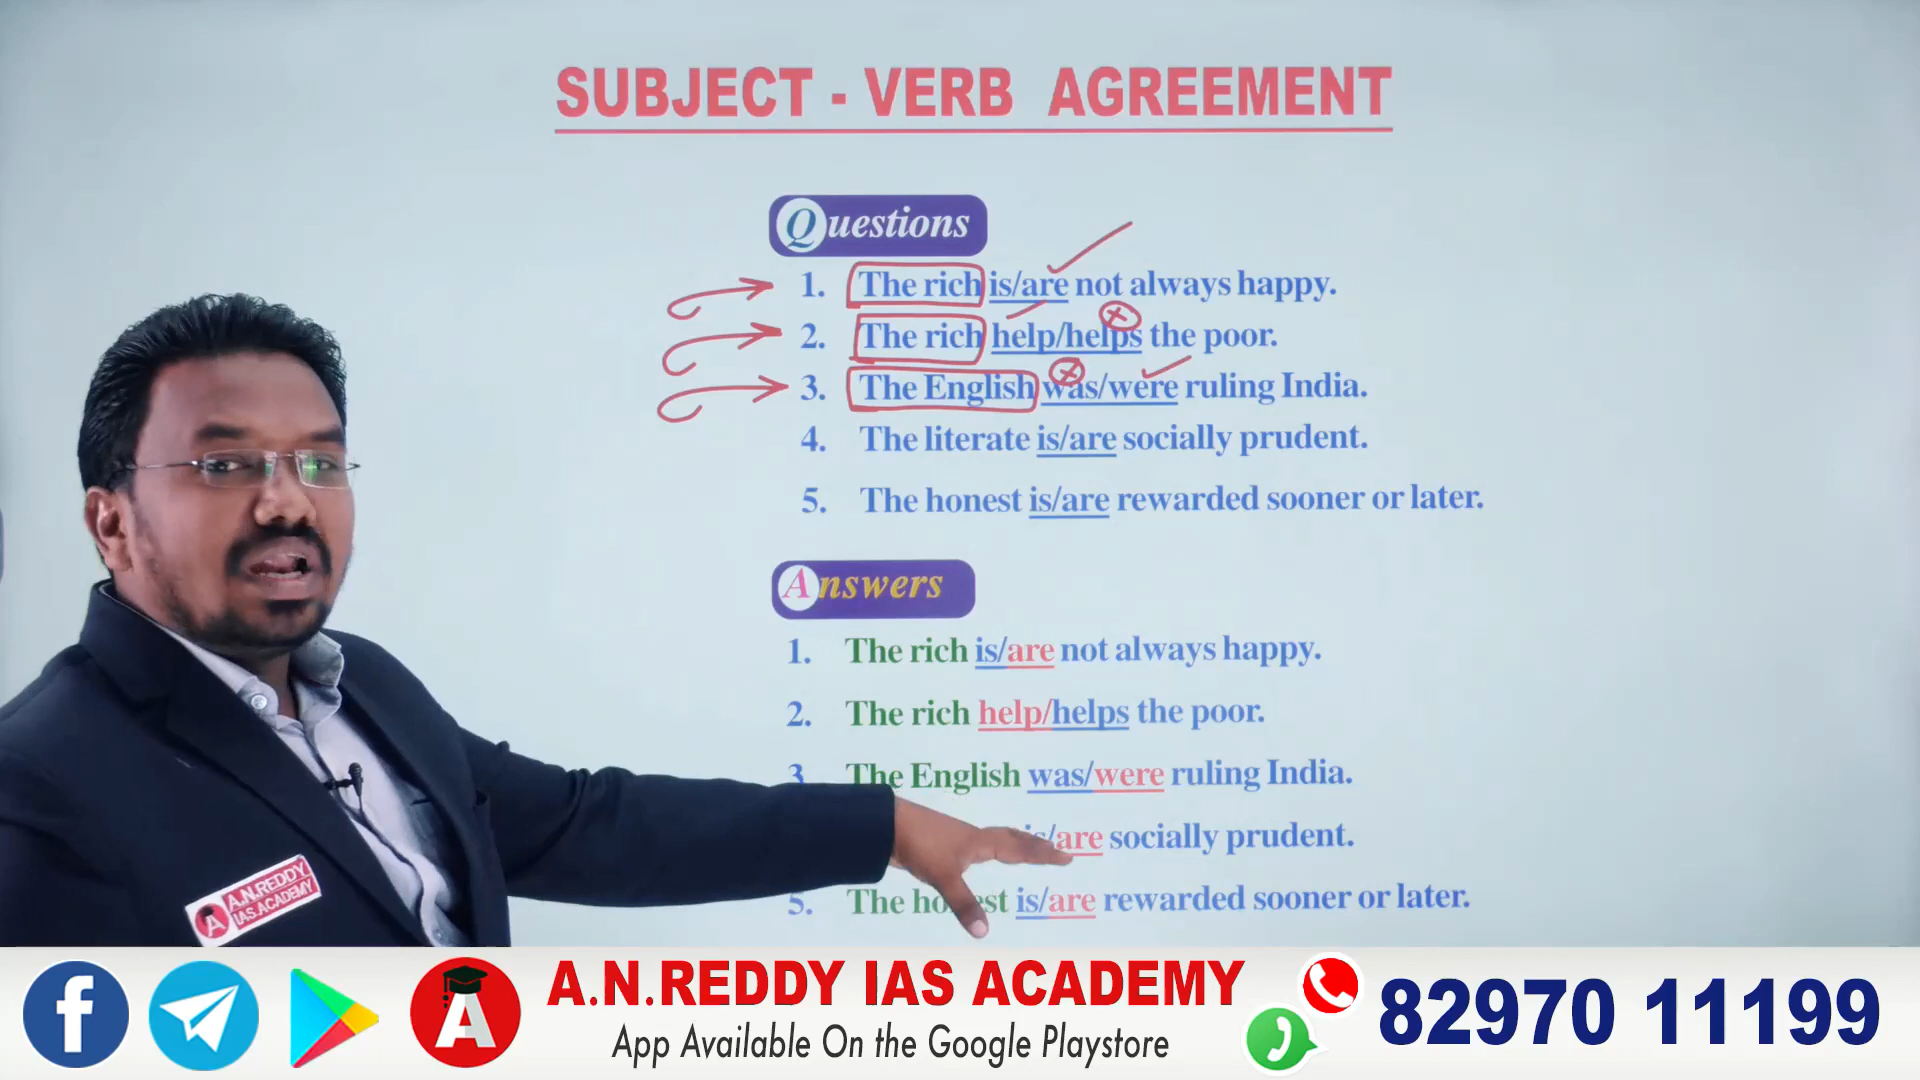 SUBJECT - VERB AGREEMENT
Questions
1. The rich is/are not always happy.
2. The rich help/helps the poor.
3. The English was/were ruling India.
4. The literate is/are socially prudent.
5. The honest is/are rewarded sooner or later.
Answers
1. The rich is/are not always happy.
2. The rich help/helps the poor.
3. The English was/were ruling India.
is/are socially prudent.
5. The honest is/are rewarded sooner or later.
A.N.REDDY
IAS ACADEMY
A.N.REDDY IAS ACADEMY
App Available On the Google Playstore
82970 11199